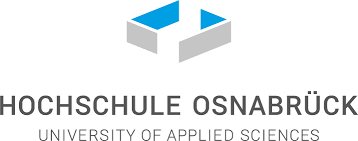 HOCHSCHULE OSNABRÜCK
UNIVERSITY OF APPLIED SCIENCES